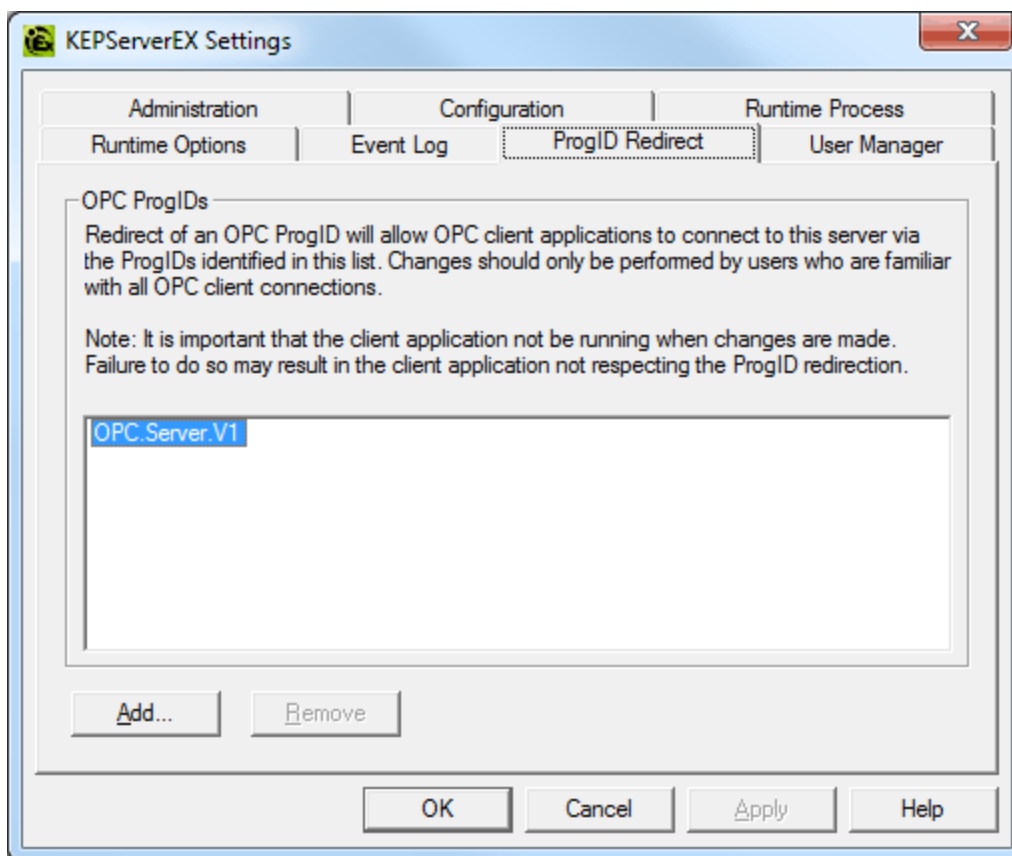 KEPServerEX Settings
Administration
Configuration
Runtime Process
Runtime Options
Event Log
ProgID Redirect
User Manager
OPC ProgIDs
Redirect of an OPC ProgID will allow OPC client applications to connect to this server via
the ProgIDs identified in this list. Changes should only be performed by users who are familiar
with all OPC client connections.
Note: It is important that the client application not be running when changes are made.
Failure to do so may result in the client application not respecting the ProgID redirection.
OPC.Server.V1
Add...
Remove
OK
Cancel
Apply
Help